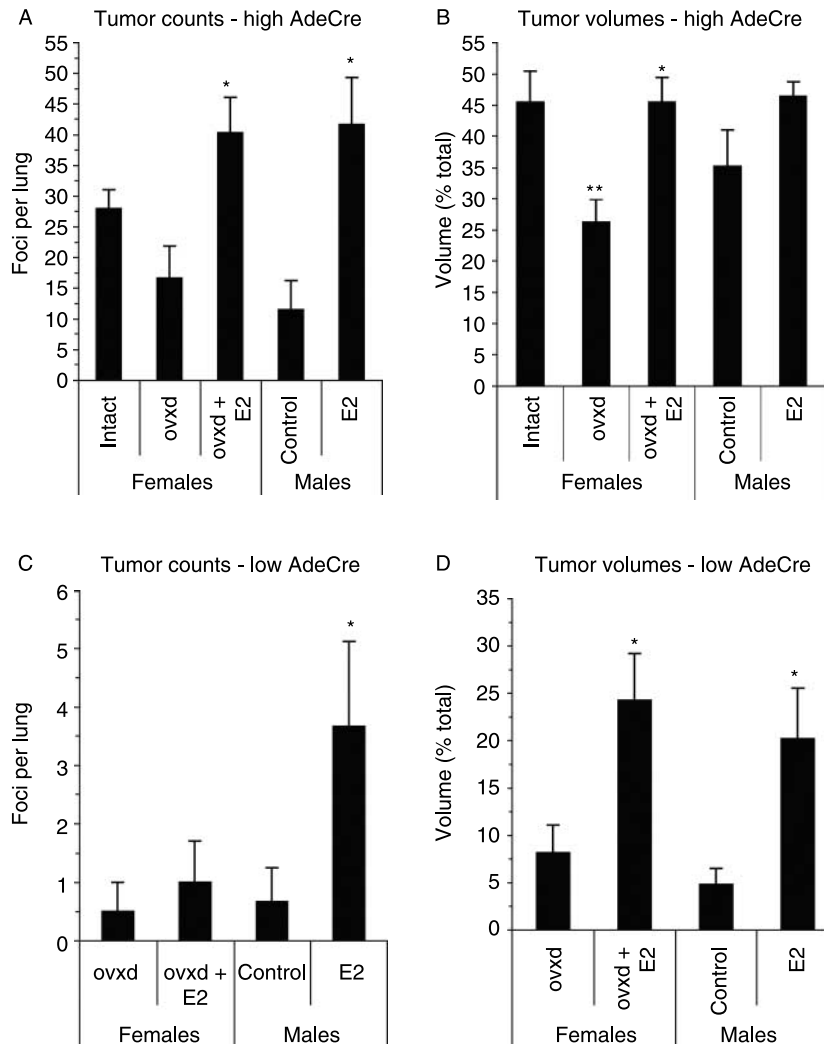 A Tumor counts - high AdeCre
Foci per lung
55
50
45
40
35
30
25
20
15
10
5
0
*
*
Intact
ovxd
ovxd +
E2
Control
E2
Females
Males
B Tumor volumes - high AdeCre
Volume (% total)
55
50
45
40
35
30
25
20
15
10
5
0
**
*
Intact
ovxd
ovxd +
E2
Control
E2
Females
Males
C Tumor counts - low AdeCre
Foci per lung
6
5
4
3
2
1
0
*
ovxd
ovxd +
E2
Control
E2
Females
Males
D Tumor volumes - low AdeCre
Volume (% total)
35
30
25
20
15
10
5
0
*
*
ovxd
ovxd +
E2
Control
E2
Females
Males